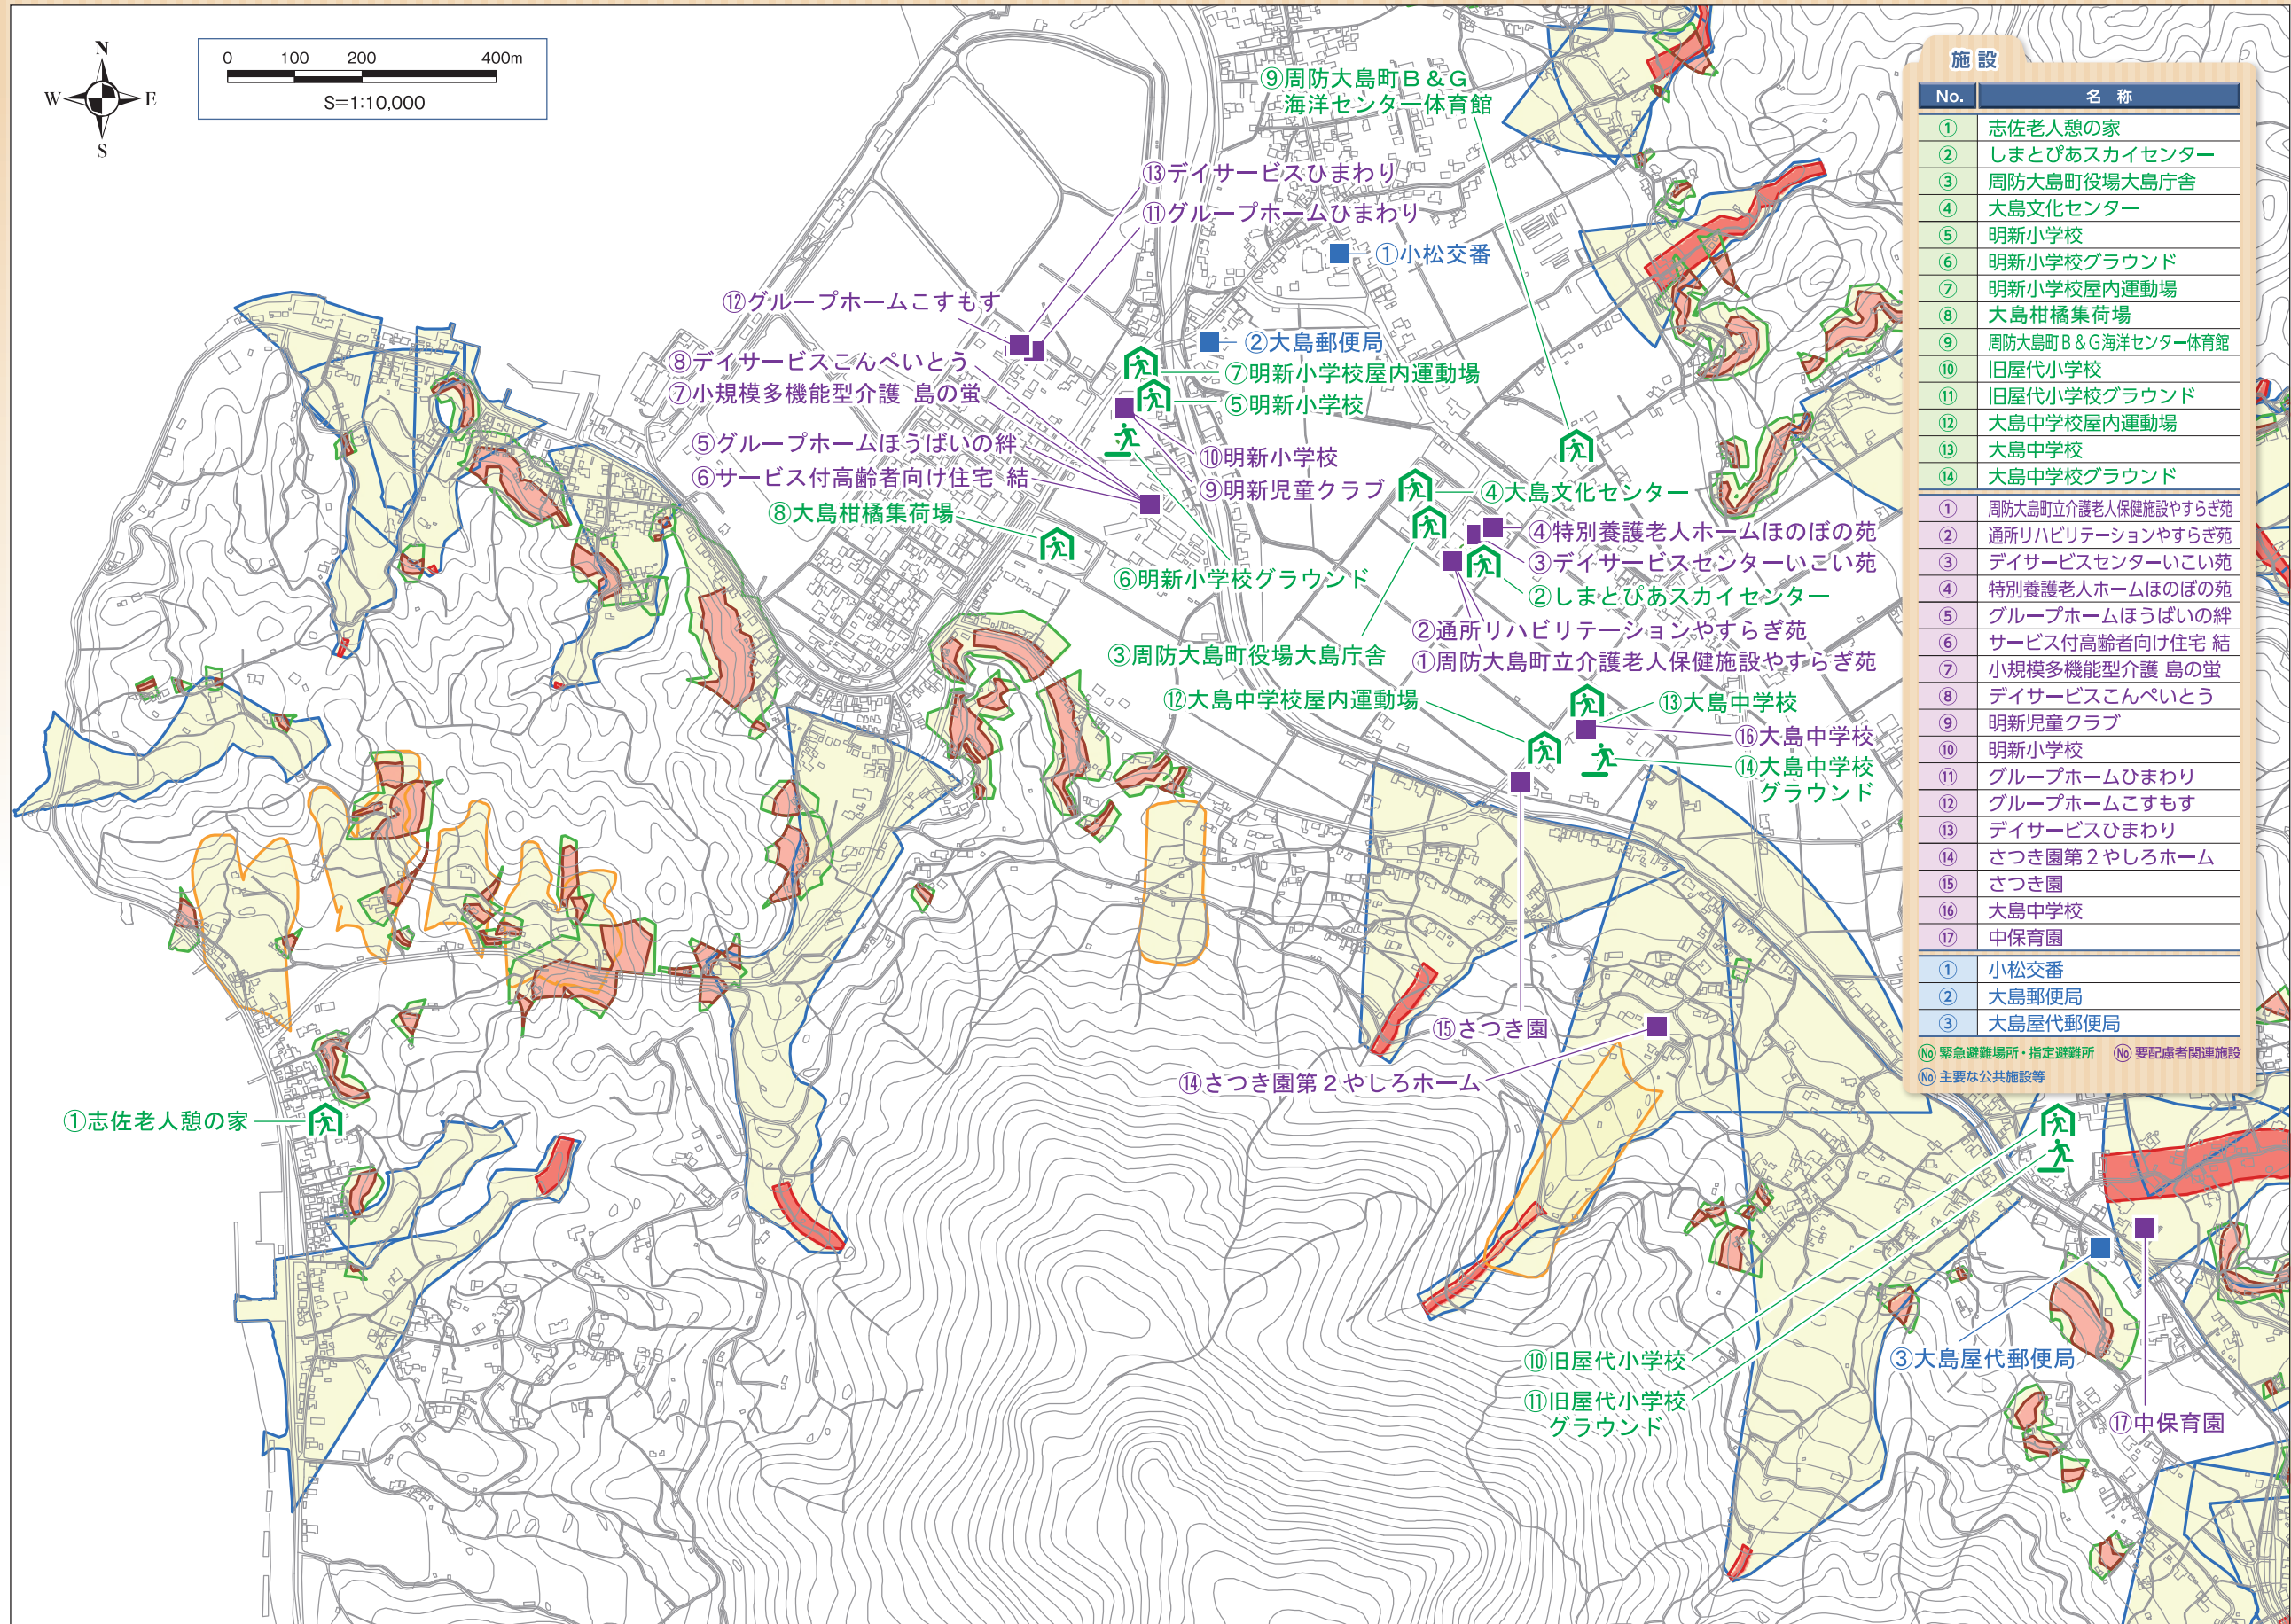 N
W E
S
0 100 200 400m
S=1:10,000
⑨周防大島町B&G
海洋センター体育館
⑬デイサービスひまわり
⑪グループホームひまわり
①小松交番
⑫グループホームこすもす
②大島郵便局
⑧デイサービスこんぺいとう
⑦明新小学校屋内運動場
⑦小規模多機能型介護 島の蛍
⑤明新小学校
⑤グループホームほうばいの絆
⑩明新小学校
⑥サービス付高齢者向け住宅 結
⑨明新児童クラブ
④大島文化センター
⑧大島柑橘集荷場
④特別養護老人ホームほのぼの苑
③デイサービスセンターいこい苑
⑥明新小学校グラウンド
②しまとぴあスカイセンター
②通所リハビリテーションやすらぎ苑
③周防大島町役場大島庁舎
①周防大島町立介護老人保健施設やすらぎ苑
⑫大島中学校屋内運動場
⑬大島中学校
⑯大島中学校
⑭大島中学校
グラウンド
⑮さつき園
⑭さつき園第2やしろホーム
①志佐老人憩の家
⑩旧屋代小学校
③大島屋代郵便局
⑪旧屋代小学校
グラウンド
⑰中保育園
施設
No. 名称
① 志佐老人憩の家
② しまとぴあスカイセンター
③ 周防大島町役場大島庁舎
④ 大島文化センター
⑤ 明新小学校
⑥ 明新小学校グラウンド
⑦ 明新小学校屋内運動場
⑧ 大島柑橘集荷場
⑨ 周防大島町B&G海洋センター体育館
⑩ 旧屋代小学校
⑪ 旧屋代小学校グラウンド
⑫ 大島中学校屋内運動場
⑬ 大島中学校
⑭ 大島中学校グラウンド
① 周防大島町立介護老人保健施設やすらぎ苑
② 通所リハビリテーションやすらぎ苑
③ デイサービスセンターいこい苑
④ 特別養護老人ホームほのぼの苑
⑤ グループホームほうばいの絆
⑥ サービス付高齢者向け住宅 結
⑦ 小規模多機能型介護 島の蛍
⑧ デイサービスこんぺいとう
⑨ 明新児童クラブ
⑩ 明新小学校
⑪ グループホームひまわり
⑫ グループホームこすもす
⑬ デイサービスひまわり
⑭ さつき園第2やしろホーム
⑮ さつき園
⑯ 大島中学校
⑰ 中保育園
① 小松交番
② 大島郵便局
③ 大島屋代郵便局
No 緊急避難場所・指定避難所 No 要配慮者関連施設
No 主要な公共施設等